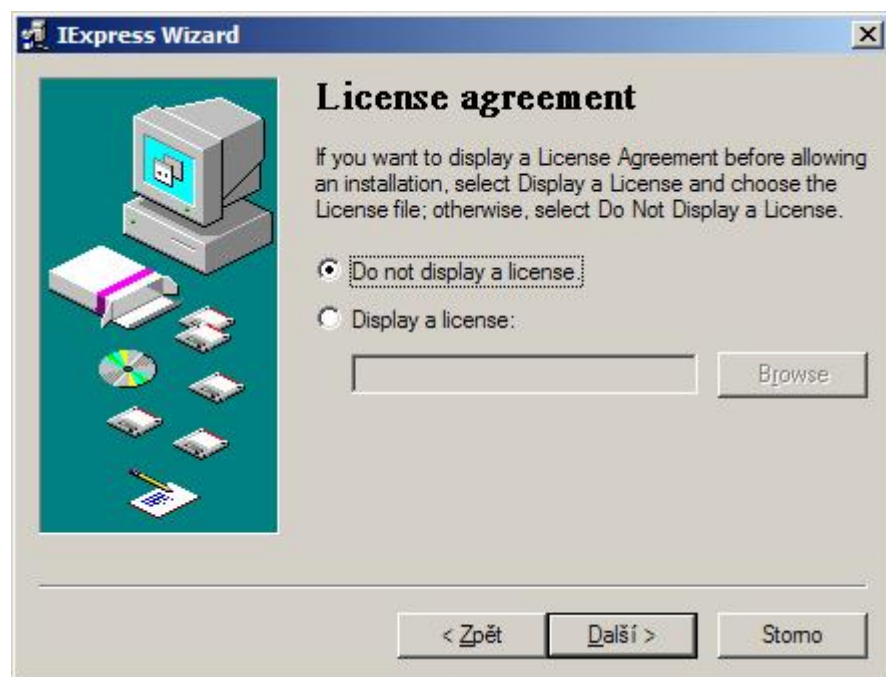 IExpress Wizard
License agreement
If you want to display a License Agreement before allowing
an installation, select Display a License and choose the
License file; otherwise, select Do Not Display a License.
Do not display a license.
Display a license:
Browse
< Zpět
Další >
Storno